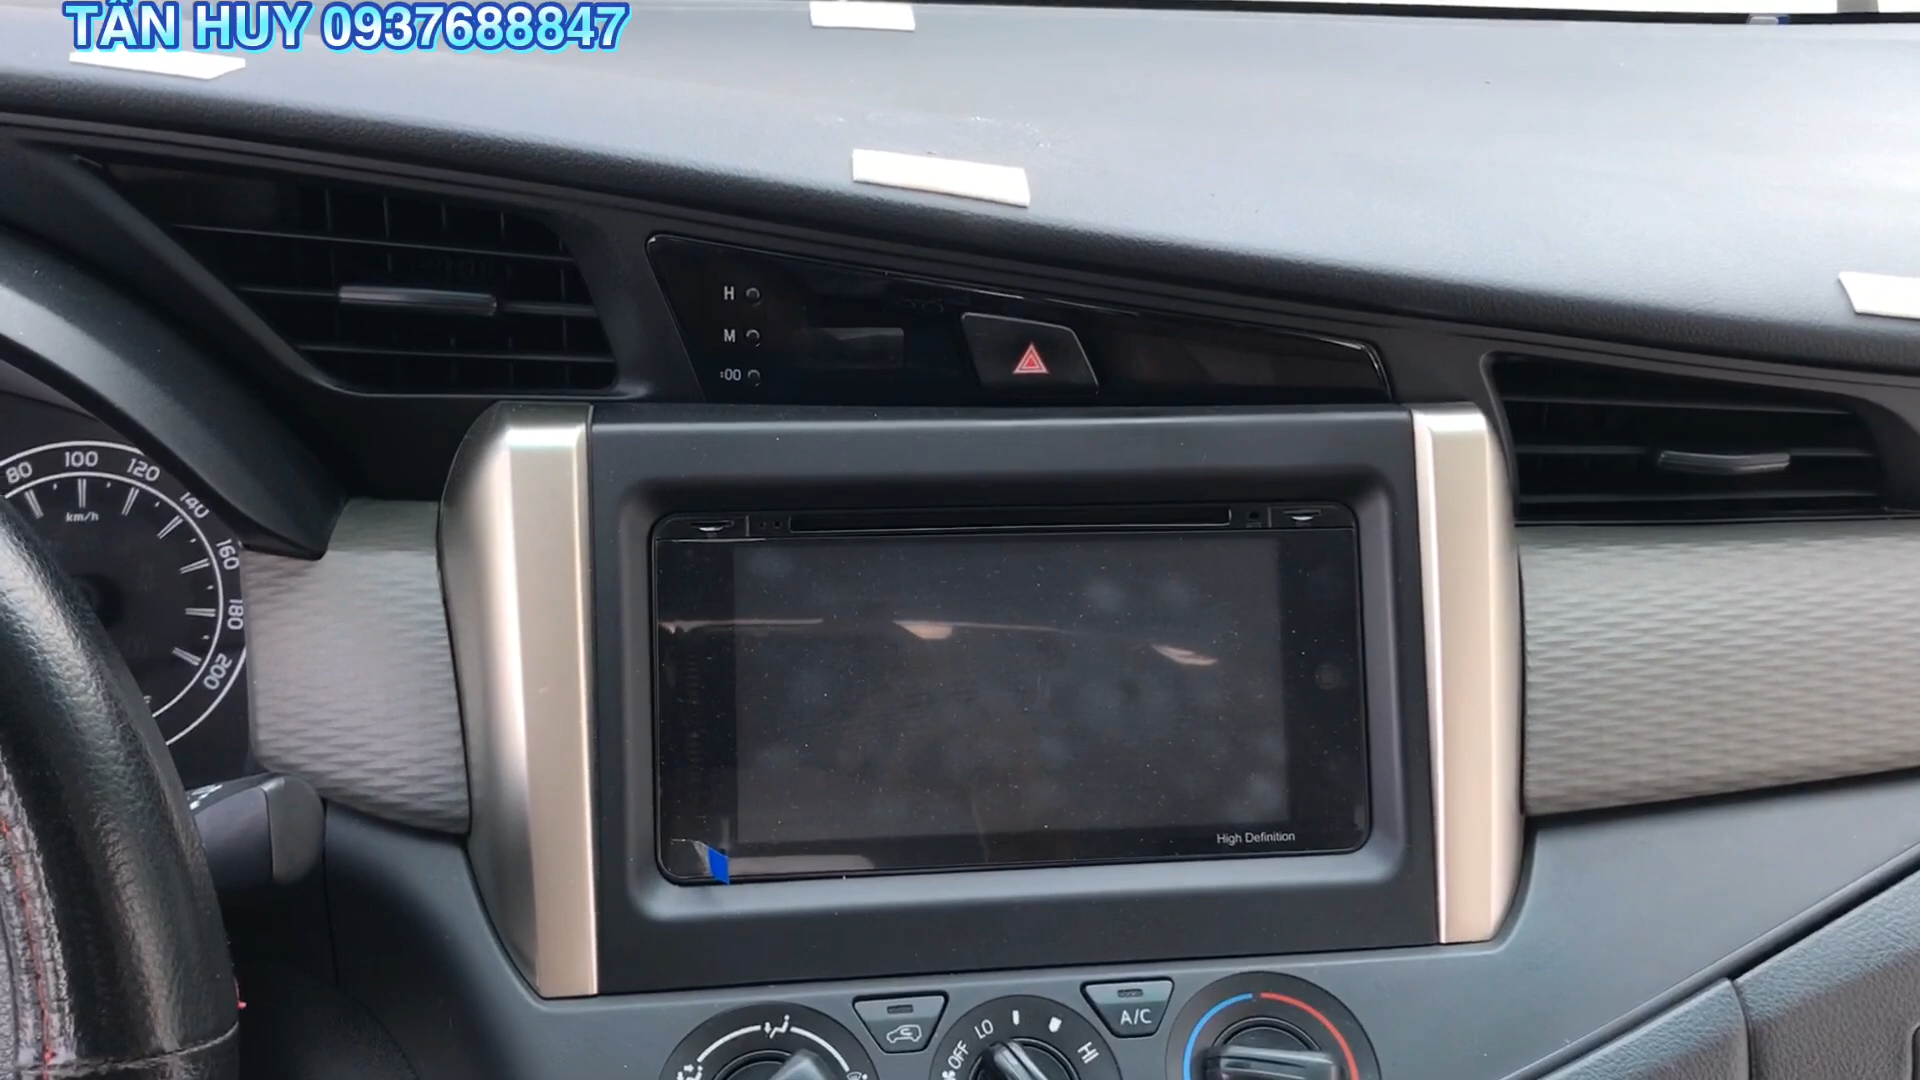 TẤN HUY 0937688847
H
M
:00
80
100
120
140
160
180
200
km/h
High Definition
A/C
OFF
LO
HI